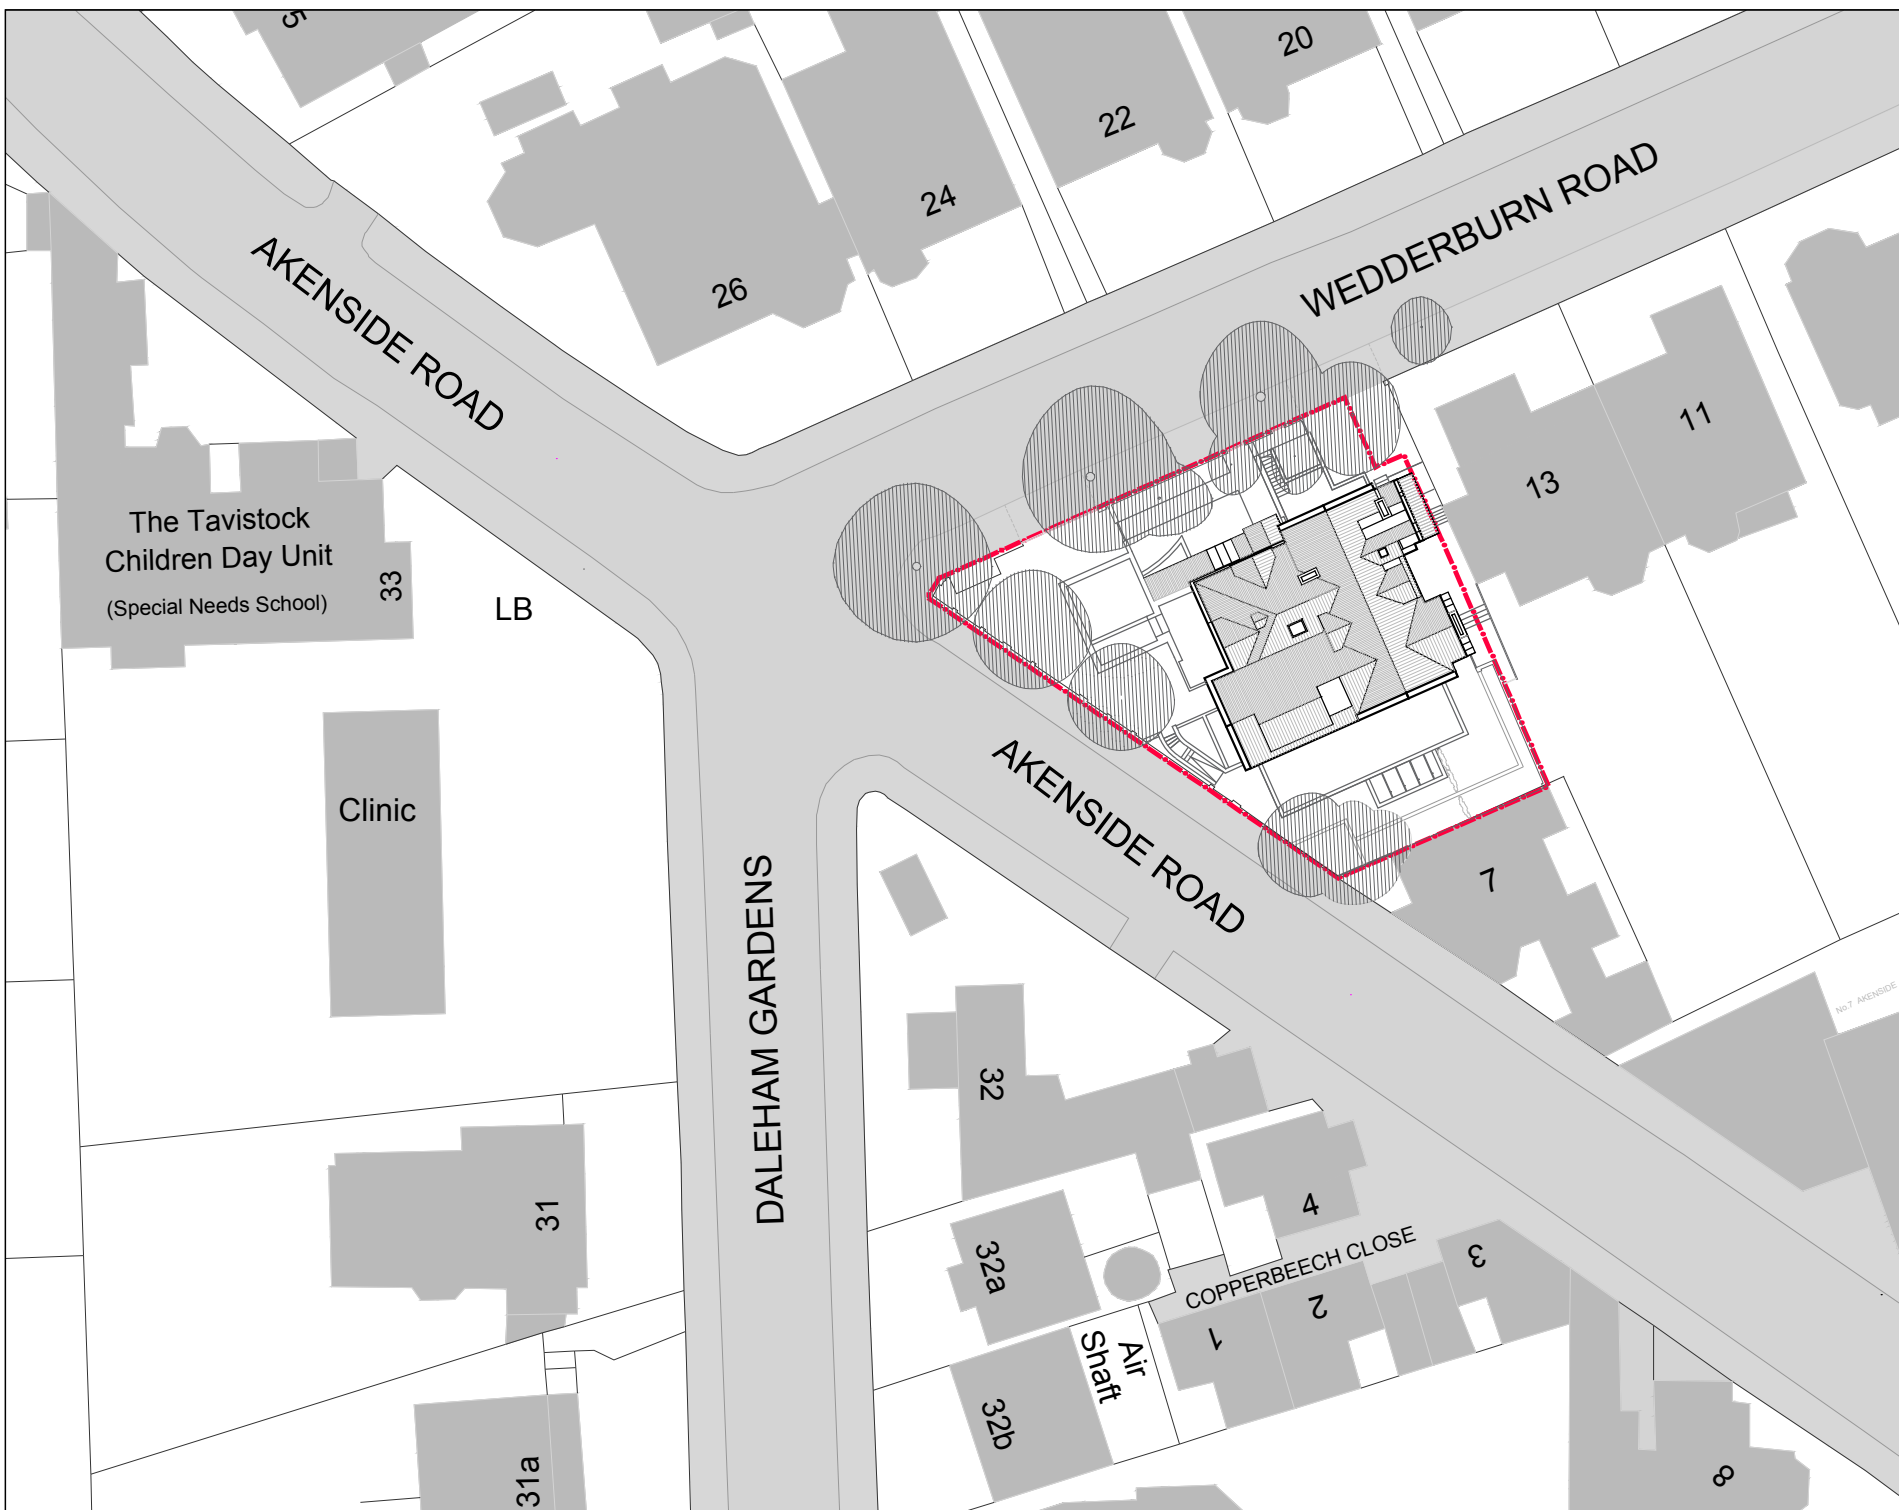 5
20
22
24
26
WEDDERBURN ROAD
AKENSIDE ROAD
11
13
The Tavistock
Children Day Unit
(Special Needs School)
33
LB
Clinic
AKENSIDE ROAD
7
DALEHAM GARDENS
No.7 AKENSIDE
32
31
4
32a
COPPERBEECH CLOSE
3
2
1
Air
Shaft
32b
31a
8